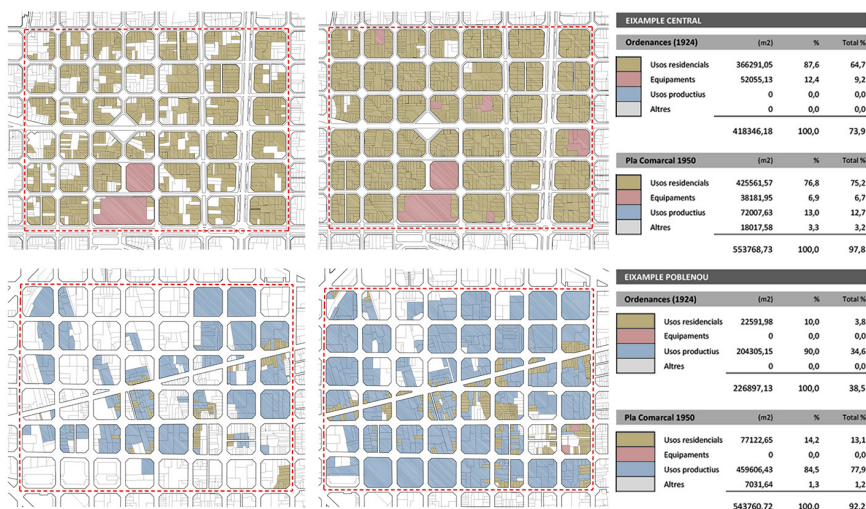 EIXAMPLE CENTRAL
Ordenances (1924) (m2) % Total %
Usos residencials 366291,05 87,6 64,7
Equipaments 52055,13 12,4 9,2
Usos productius 0 0,0 0,0
Altres 0 0,0 0,0
418346,18 100,0 73,9
Pla Comarcal 1950 (m2) % Total %
Usos residencials 425561,57 76,8 75,2
Equipaments 38181,95 6,9 6,7
Usos productius 72007,63 13,0 12,7
Altres 18017,58 3,3 3,2
553768,73 100,0 97,8
EIXAMPLE POBLENOU
Ordenances (1924) (m2) % Total %
Usos residencials 22591,98 10,0 3,8
Equipaments 0 0,0 0,0
Usos productius 204305,15 90,0 34,6
Altres 0 0,0 0,0
226897,13 100,0 38,5
Pla Comarcal 1950 (m2) % Total %
Usos residencials 77122,65 14,2 13,1
Equipaments 0 0,0 0,0
Usos productius 459606,43 84,5 77,9
Altres 7031,64 1,3 1,2
543760,72 100,0 92,2